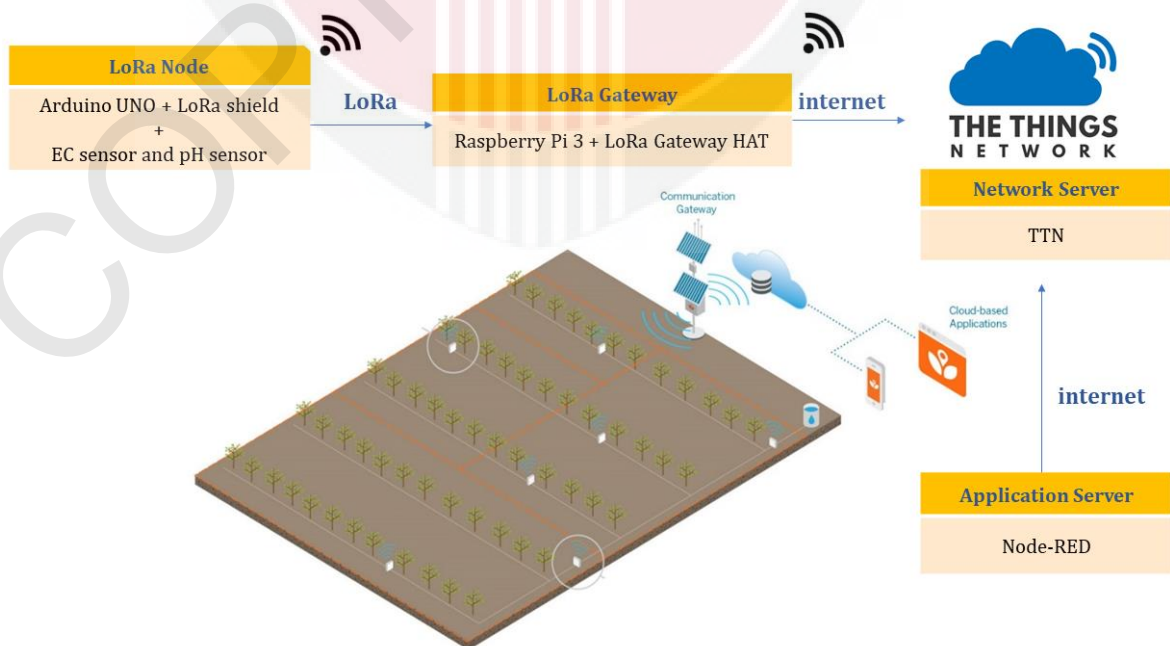 LoRa Node
Arduino UNO + LoRa shield
+
EC sensor and pH sensor
LoRa
LoRa Gateway
Raspberry Pi 3 + LoRa Gateway HAT
internet
THE THINGS
NETWORK
Network Server
TTN
Communication
Gateway
Cloud-based
Applications
internet
Application Server
Node-RED
COP